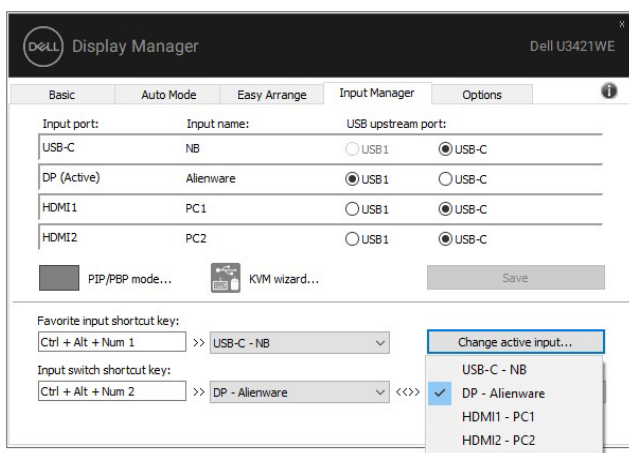 x
DELL Display Manager Dell U3421WE
Basic Auto Mode Easy Arrange Input Manager Options i
Input port: Input name: USB upstream port:
USB-C NB USB1 USB-C
DP (Active) Alienware USB1 USB-C
HDMI1 PC1 USB1 USB-C
HDMI2 PC2 USB1 USB-C
PIP/PBP mode... KVM wizard... Save
Favorite input shortcut key:
Ctrl + Alt + Num 1 >> USB-C - NB Change active input...
Input switch shortcut key:
USB-C - NB
Ctrl + Alt + Num 2 >> DP - Alienware <<>> DP - Alienware
HDMI1 - PC1
HDMI2 - PC2